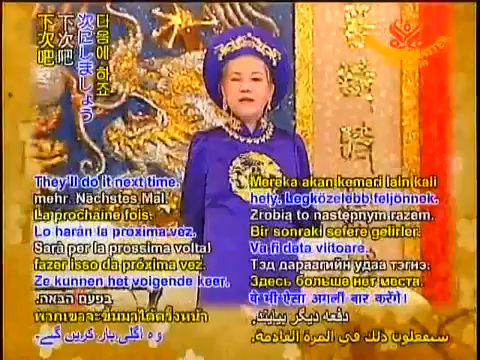 다음에 하죠
次にしましょう
下次吧
下次吧
They'll do it next time.
mehr. Nächstes Mal.
La prochaine fois.
Lo harán la próxima vez.
Sarà per la prossima volta!
fazer isso da próxima vez.
Ze kunnen het volgende keer.
בפעם הבאה.
พวกเขาจะขึ้นมาได้ครั้งหน้า
وہ اگلی بار کریں گے۔
Mereka akan kemari lain kali
hely. Legközelebb feljönnek.
Zrobią to następnym razem.
Bir sonraki sefere gelirler.
Va fi data viitoare.
Тэд дараагийн удаа тэгнэ.
Здесь больше нет места.
ये भी ऐसा अगली बार करेंगे।
دفعه دیگر بیایند.
سيفعلون ذلك في المرة القادمة.